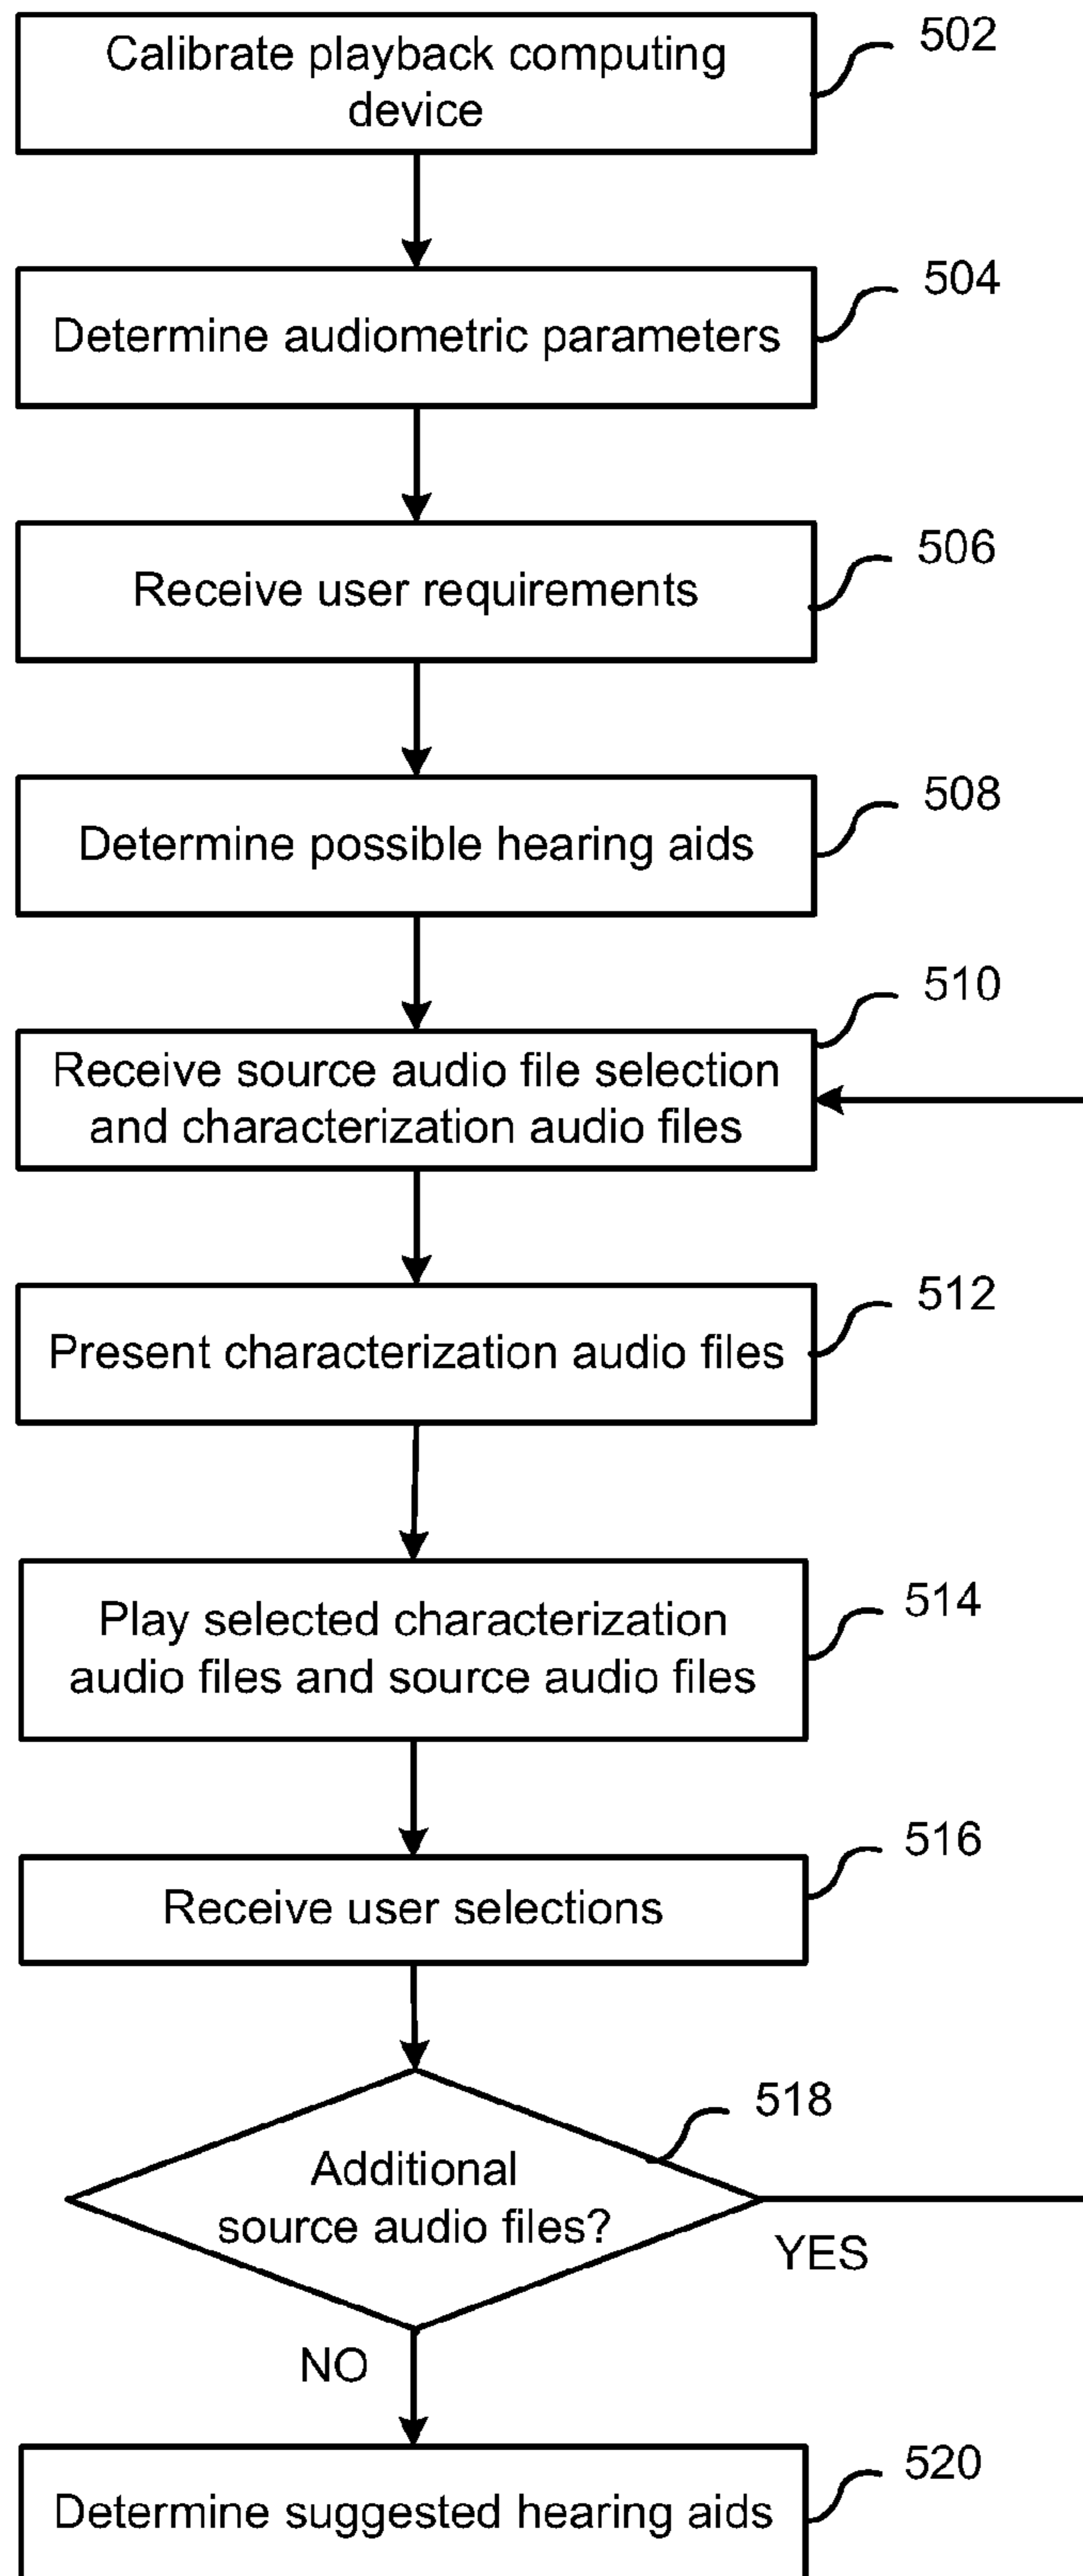 Calibrate playback computing
device
502
Determine audiometric parameters
504
Receive user requirements
506
Determine possible hearing aids
508
Receive source audio file selection
and characterization audio files
510
Present characterization audio files
512
Play selected characterization
audio files and source audio files
514
Receive user selections
516
Additional
source audio files?
518
YES
NO
Determine suggested hearing aids
520